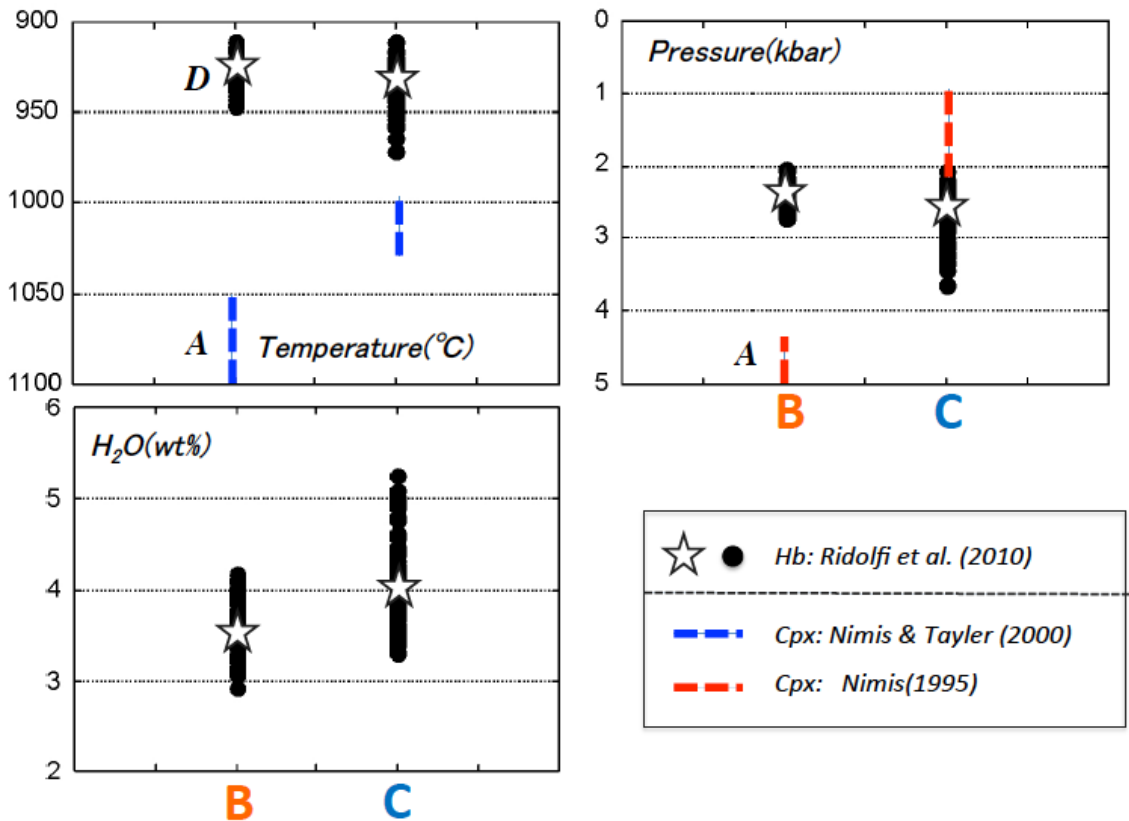 900
950
1000
1050
1100
D
A
Temperature(℃)
0
1
2
3
4
5
Pressure(kbar)
A
B
C
6
5
4
3
2
H₂O(wt%)
B
C
Hb: Ridolfi et al. (2010)
Cpx: Nimis & Tayler (2000)
Cpx: Nimis(1995)